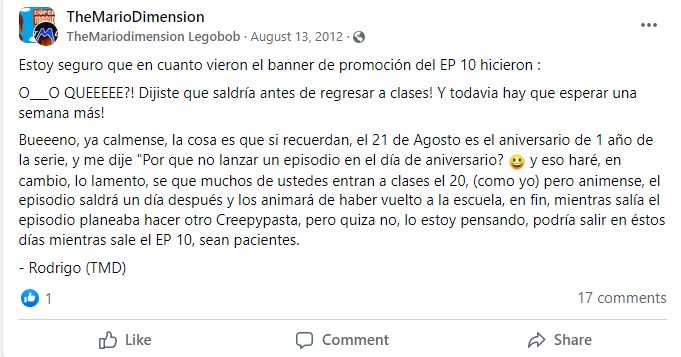 TheMarioDimension
TheMariodimension Legobob · August 13, 2012 ·
Estoy seguro que en cuanto vieron el banner de promoción del EP 10 hicieron :
O___O QUEEEEE?! Dijiste que saldría antes de regresar a clases! Y todavia hay que esperar una
semana más!
Bueeeno, ya calmense, la cosa es que si recuerdan, el 21 de Agosto es el aniversario de 1 año de
la serie, y me dije "Por que no lanzar un episodio en el día de aniversario? 😃 y eso haré, en
cambio, lo lamento, se que muchos de ustedes entran a clases el 20, (como yo) pero animense, el
episodio saldrá un día después y los animará de haber vuelto a la escuela, en fin, mientras salía el
episodio planeaba hacer otro Creepypasta, pero quiza no, lo estoy pensando, podría salir en éstos
días mientras sale el EP 10, sean pacientes.
- Rodrigo (TMD)
1
17 comments
Like
Comment
Share